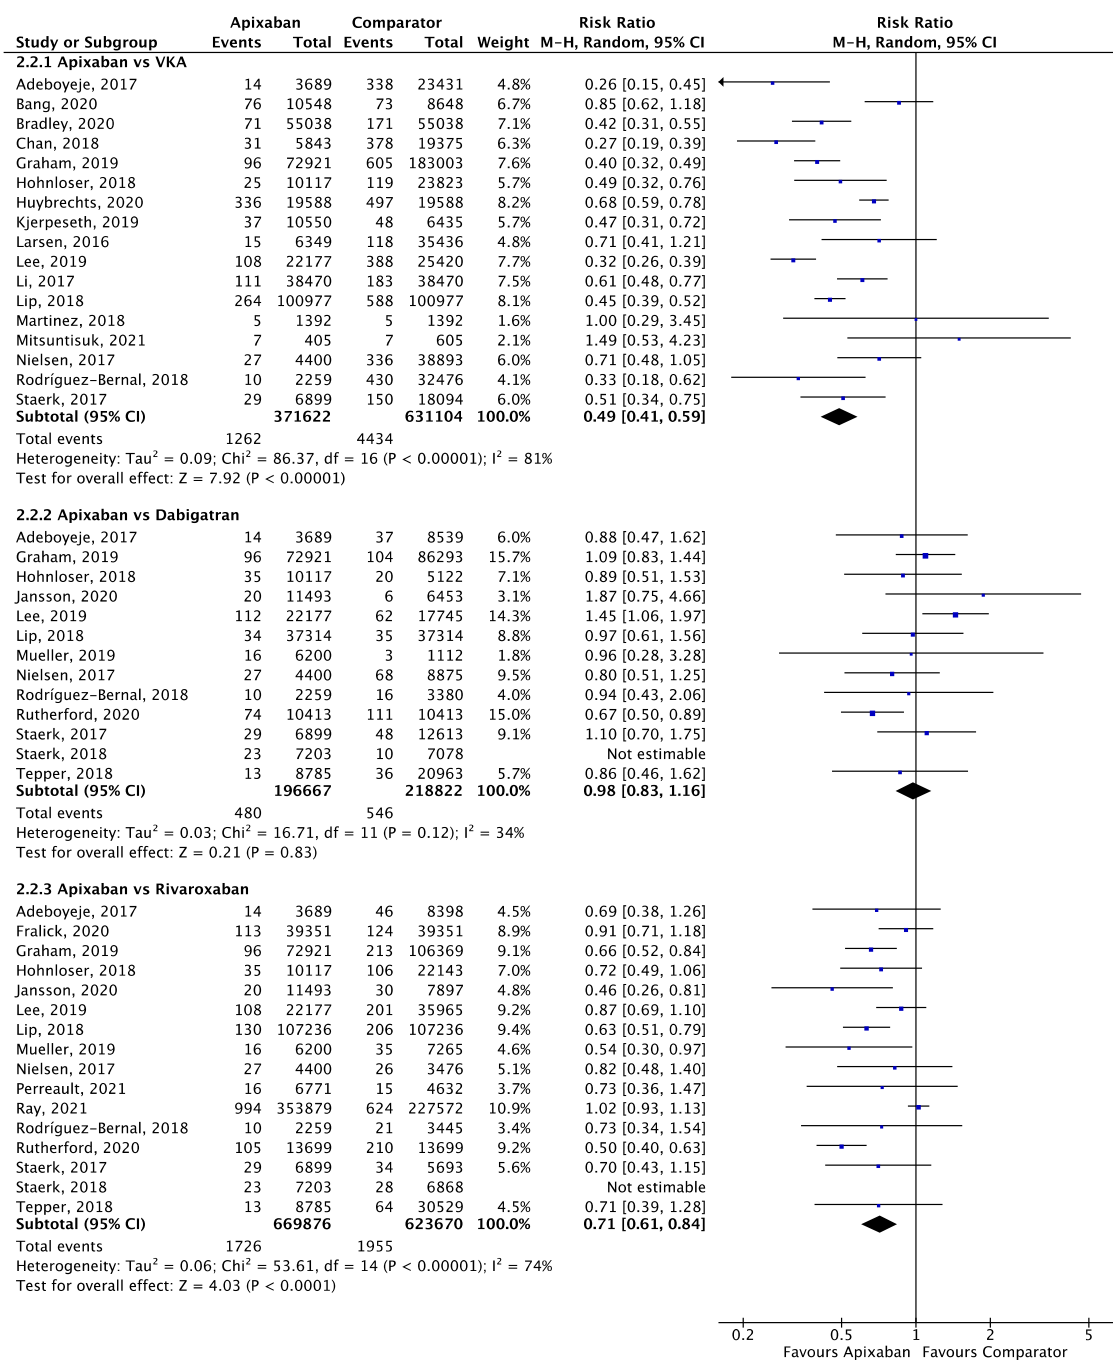 Apixaban Comparator Risk Ratio Risk Ratio
Study or Subgroup Events Total Events Total Weight M-H, Random, 95% CI M-H, Random, 95% CI
2.2.1 Apixaban vs VKA
Adeboyeje, 2017 14 3689 338 23431 4.8% 0.26 [0.15, 0.45]
Bang, 2020 76 10548 73 8648 6.7% 0.85 [0.62, 1.18]
Bradley, 2020 71 55038 171 55038 7.1% 0.42 [0.31, 0.55]
Chan, 2018 31 5843 378 19375 6.3% 0.27 [0.19, 0.39]
Graham, 2019 96 72921 605 183003 7.6% 0.40 [0.32, 0.49]
Hohnloser, 2018 25 10117 119 23823 5.7% 0.49 [0.32, 0.76]
Huybrechts, 2020 336 19588 497 19588 8.2% 0.68 [0.59, 0.78]
Kjerpeseth, 2019 37 10550 48 6435 5.7% 0.47 [0.31, 0.72]
Larsen, 2016 15 6349 118 35436 4.8% 0.71 [0.41, 1.21]
Lee, 2019 108 22177 388 25420 7.7% 0.32 [0.26, 0.39]
Li, 2017 111 38470 183 38470 7.5% 0.61 [0.48, 0.77]
Lip, 2018 264 100977 588 100977 8.1% 0.45 [0.39, 0.52]
Martinez, 2018 5 1392 5 1392 1.6% 1.00 [0.29, 3.45]
Mitsuntisuk, 2021 7 405 7 605 2.1% 1.49 [0.53, 4.23]
Nielsen, 2017 27 4400 336 38893 6.0% 0.71 [0.48, 1.05]
Rodríguez-Bernal, 2018 10 2259 430 32476 4.1% 0.33 [0.18, 0.62]
Staerk, 2017 29 6899 150 18094 6.1% 0.51 [0.34, 0.75]
Subtotal (95% CI) 371622 631104 100.0% 0.49 [0.41, 0.59]
Total events 1262 4434
Heterogeneity: Tau² = 0.09; Chi² = 86.37, df = 16 (P < 0.00001); I² = 81%
Test for overall effect: Z = 7.92 (P < 0.00001)
2.2.2 Apixaban vs Dabigatran
Adeboyeje, 2017 14 3689 37 8539 6.0% 0.88 [0.47, 1.62]
Graham, 2019 96 72921 104 86293 15.7% 1.09 [0.83, 1.44]
Hohnloser, 2018 35 10117 20 5122 7.1% 0.89 [0.51, 1.53]
Jansson, 2020 20 11493 6 6453 3.1% 1.87 [0.75, 4.66]
Lee, 2019 112 22177 62 17745 14.3% 1.45 [1.06, 1.97]
Lip, 2018 34 37314 35 37314 8.8% 0.97 [0.61, 1.56]
Mueller, 2019 16 6200 3 1112 1.8% 0.96 [0.28, 3.28]
Nielsen, 2017 27 4400 68 8875 9.5% 0.80 [0.51, 1.25]
Rodríguez-Bernal, 2018 10 2259 16 3380 4.0% 0.94 [0.43, 2.06]
Rutherford, 2020 74 10413 111 10413 15.0% 0.67 [0.50, 0.89]
Staerk, 2017 29 6899 48 12613 9.1% 1.10 [0.70, 1.75]
Staerk, 2018 23 7203 10 7078 Not estimable
Tepper, 2018 13 8785 36 20963 5.7% 0.86 [0.46, 1.62]
Subtotal (95% CI) 196667 218822 100.0% 0.98 [0.83, 1.16]
Total events 480 546
Heterogeneity: Tau² = 0.03; Chi² = 16.71, df = 11 (P = 0.12); I² = 34%
Test for overall effect: Z = 0.21 (P = 0.83)
2.2.3 Apixaban vs Rivaroxaban
Adeboyeje, 2017 14 3689 46 8398 4.5% 0.69 [0.38, 1.26]
Fralick, 2020 113 39351 124 39351 8.9% 0.91 [0.71, 1.18]
Graham, 2019 96 72921 213 106369 9.1% 0.66 [0.52, 0.84]
Hohnloser, 2018 35 10117 106 22143 7.0% 0.72 [0.49, 1.06]
Jansson, 2020 20 11493 30 7897 4.8% 0.46 [0.26, 0.81]
Lee, 2019 108 22177 201 35965 9.2% 0.87 [0.69, 1.10]
Lip, 2018 130 107236 206 107236 9.4% 0.63 [0.51, 0.79]
Mueller, 2019 16 6200 35 7265 4.6% 0.54 [0.30, 0.97]
Nielsen, 2017 27 4400 26 3476 5.1% 0.82 [0.48, 1.40]
Perreault, 2021 16 6771 15 4632 3.7% 0.73 [0.36, 1.47]
Ray, 2021 994 353879 624 227572 10.9% 1.02 [0.93, 1.13]
Rodríguez-Bernal, 2018 10 2259 21 3445 3.4% 0.73 [0.34, 1.54]
Rutherford, 2020 105 13699 210 13699 9.2% 0.50 [0.40, 0.63]
Staerk, 2017 29 6899 34 5693 5.6% 0.70 [0.43, 1.15]
Staerk, 2018 23 7203 28 6868 Not estimable
Tepper, 2018 13 8785 64 30529 4.5% 0.71 [0.39, 1.28]
Subtotal (95% CI) 669876 623670 100.0% 0.71 [0.61, 0.84]
Total events 1726 1955
Heterogeneity: Tau² = 0.06; Chi² = 53.61, df = 14 (P < 0.00001); I² = 74%
Test for overall effect: Z = 4.03 (P < 0.0001)
0.2 0.5 1 2 5
Favours Apixaban Favours Comparator